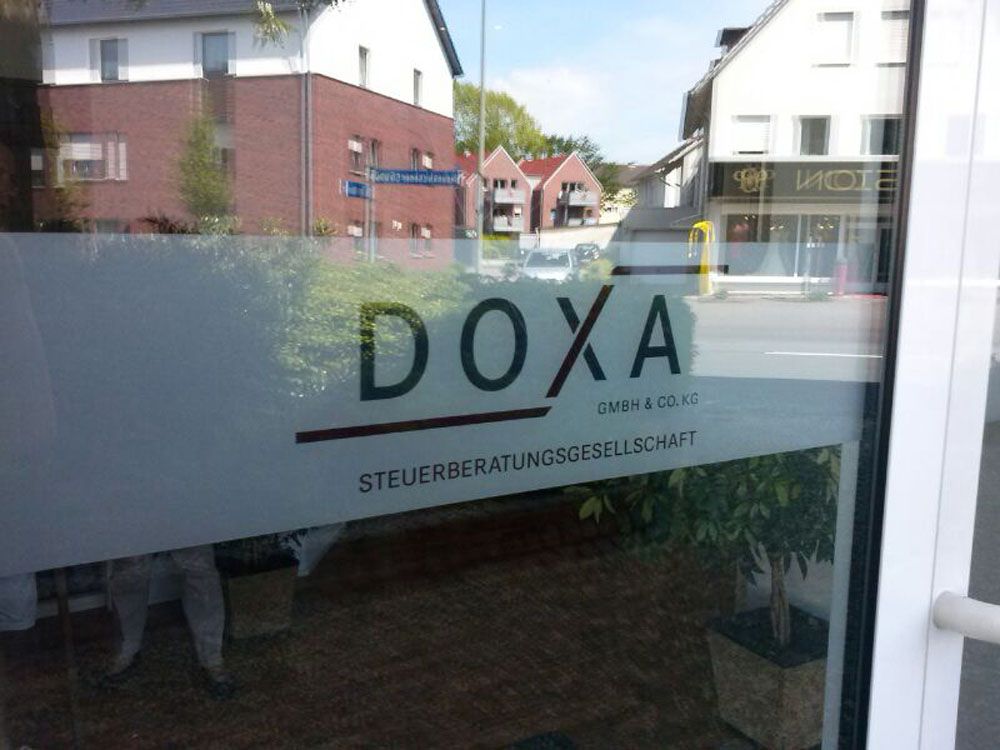 DOXA
GMBH & CO. KG
STEUERBERATUNGSGESELLSCHAFT